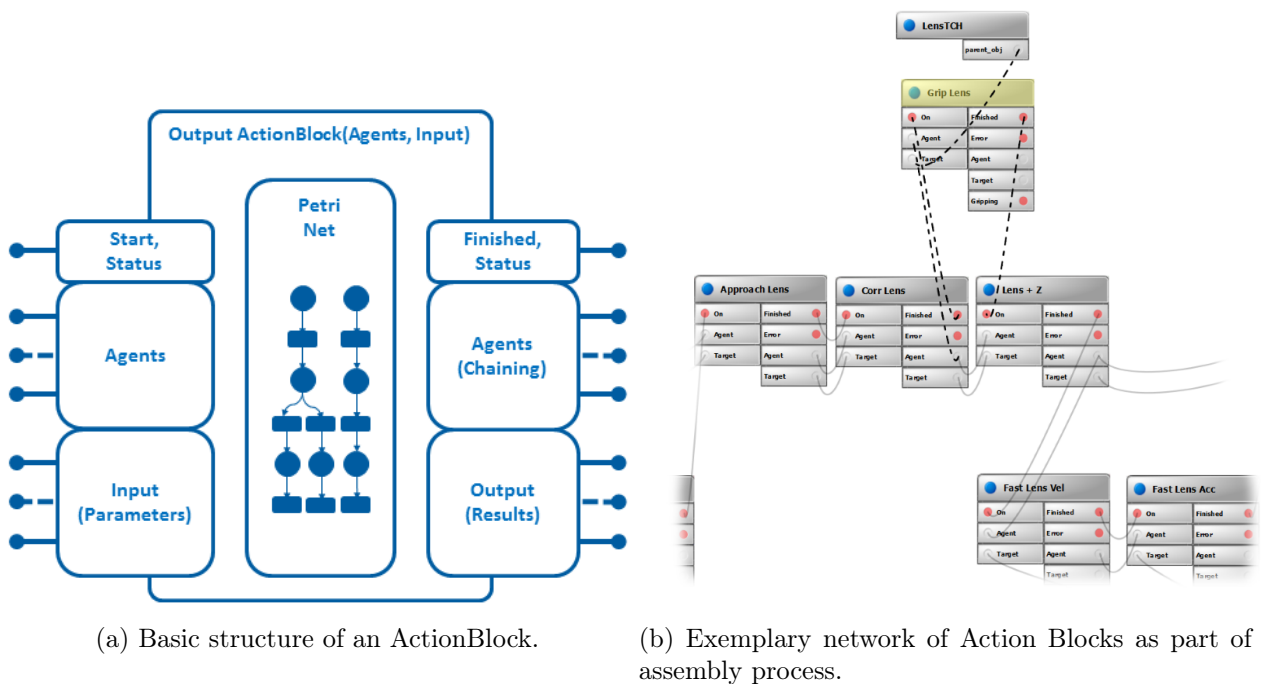 Output ActionBlock(Agents, Input)
Petri
Net
Start,
Status
Finished,
Status
Agents
Agents
(Chaining)
Input
(Parameters)
Output
(Results)
(a) Basic structure of an ActionBlock.
LensTCH
parent_obj
Grip Lens
On Finished
Agent Error
Target Agent
Target
Gripping
Approach Lens
On Finished
Agent Error
Target Agent
Target
Corr Lens
On Finished
Agent Error
Target Agent
Target
Lens + Z
On Finished
Agent Error
Target Agent
Target
Fast Lens Vel
On Finished
Agent Error
Target Agent
Target
Fast Lens Acc
On Finished
Agent Error
Target Agent
Target
(b) Exemplary network of Action Blocks as part of
assembly process.